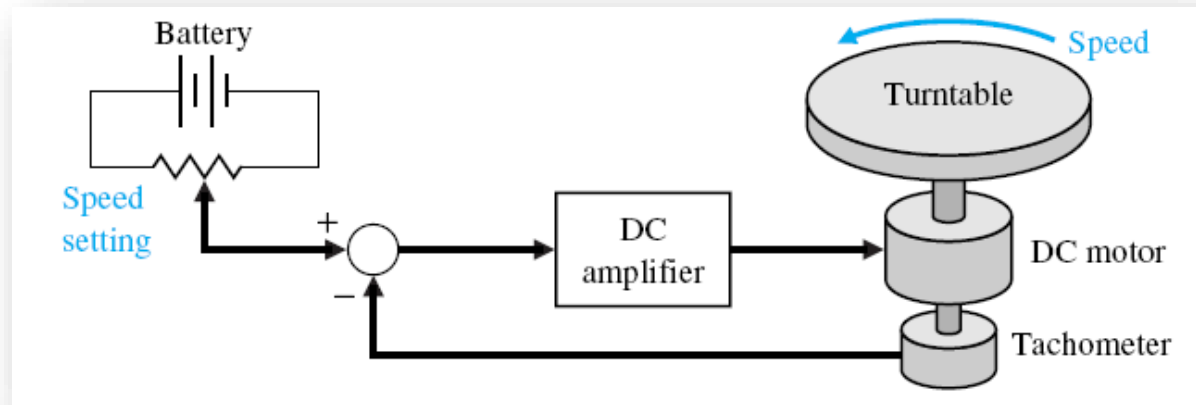 Battery
Speed
Turntable
Speed
setting
+
DC
amplifier
DC motor
−
Tachometer